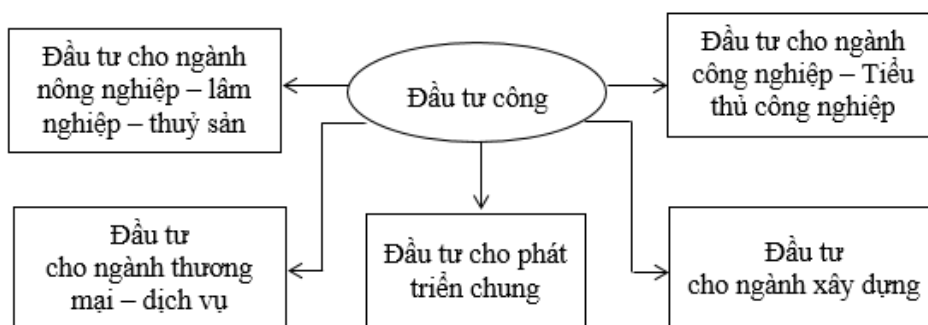 Đầu tư cho ngành
nông nghiệp – lâm
nghiệp – thuỷ sản
Đầu tư công
Đầu tư cho ngành
công nghiệp – Tiểu
thủ công nghiệp
Đầu tư
cho ngành thương
mại – dịch vụ
Đầu tư cho phát
triển chung
Đầu tư
cho ngành xây dựng